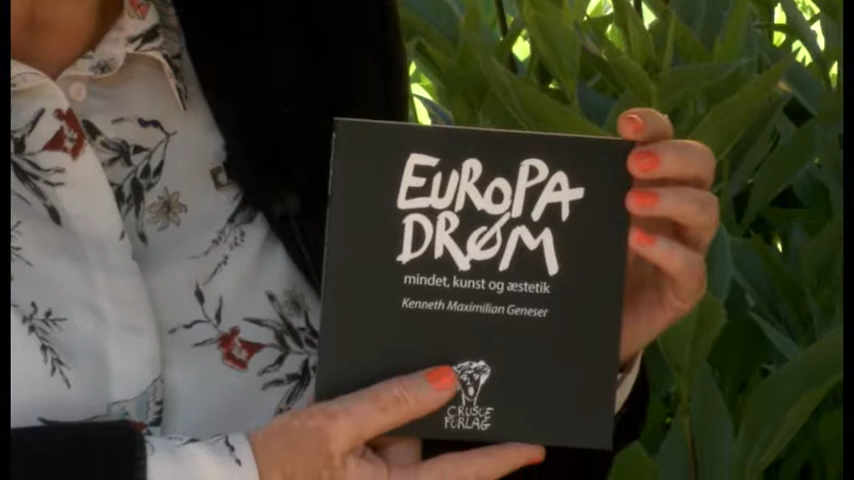 EUROPA
DRØM
mindet, kunst og æstetik
Kenneth Maximilian Geneser
CRUSOE
FORLAG